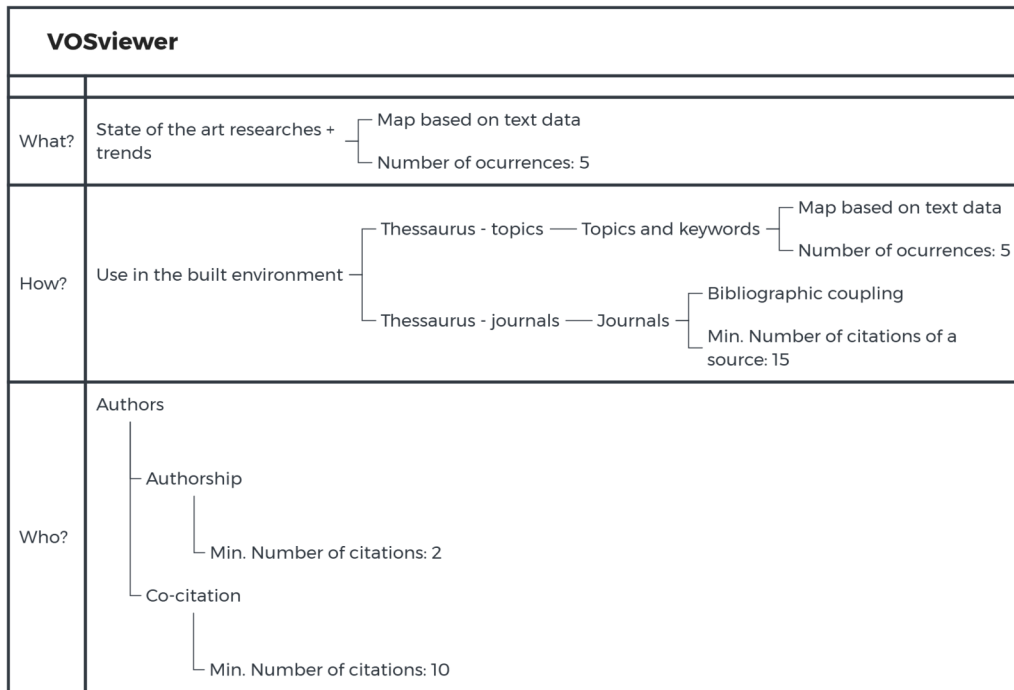 VOSviewer
What?
State of the art researches +
trends
Map based on text data
Number of ocurrences: 5
How?
Use in the built environment
Thessaurus - topics
Topics and keywords
Map based on text data
Number of ocurrences: 5
Thessaurus - journals
Journals
Bibliographic coupling
Min. Number of citations of a
source: 15
Who?
Authors
Authorship
Min. Number of citations: 2
Co-citation
Min. Number of citations: 10